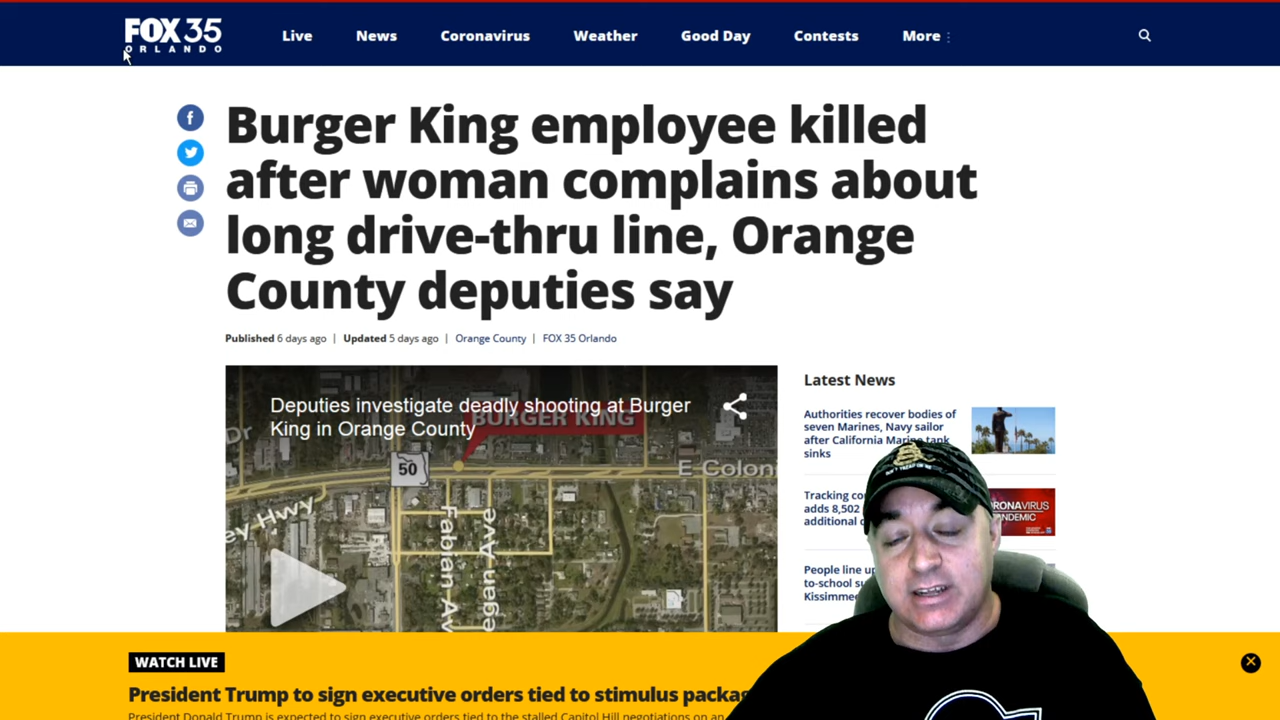 FOX 35
ORLANDO
Live
News
Coronavirus
Weather
Good Day
Contests
More
Burger King employee killed
after woman complains about
long drive-thru line, Orange
County deputies say
Published 6 days ago | Updated 5 days ago | Orange County | FOX 35 Orlando
Deputies investigate deadly shooting at Burger
King in Orange County
BURGER KING
50
E Coloni
Dr
ey Hwy
Fabian Av
egan Ave
Latest News
Authorities recover bodies of
seven Marines, Navy sailor
after California Marine tank
sinks
Tracking co
adds 8,502
additional
RONAVIRUS
NDEMIC
People line up
to-school su
Kissimmee
WATCH LIVE
President Trump to sign executive orders tied to stimulus packag
President Donald Trump is expected to sign executive orders tied to the stalled Capitol Hill negotiations on an